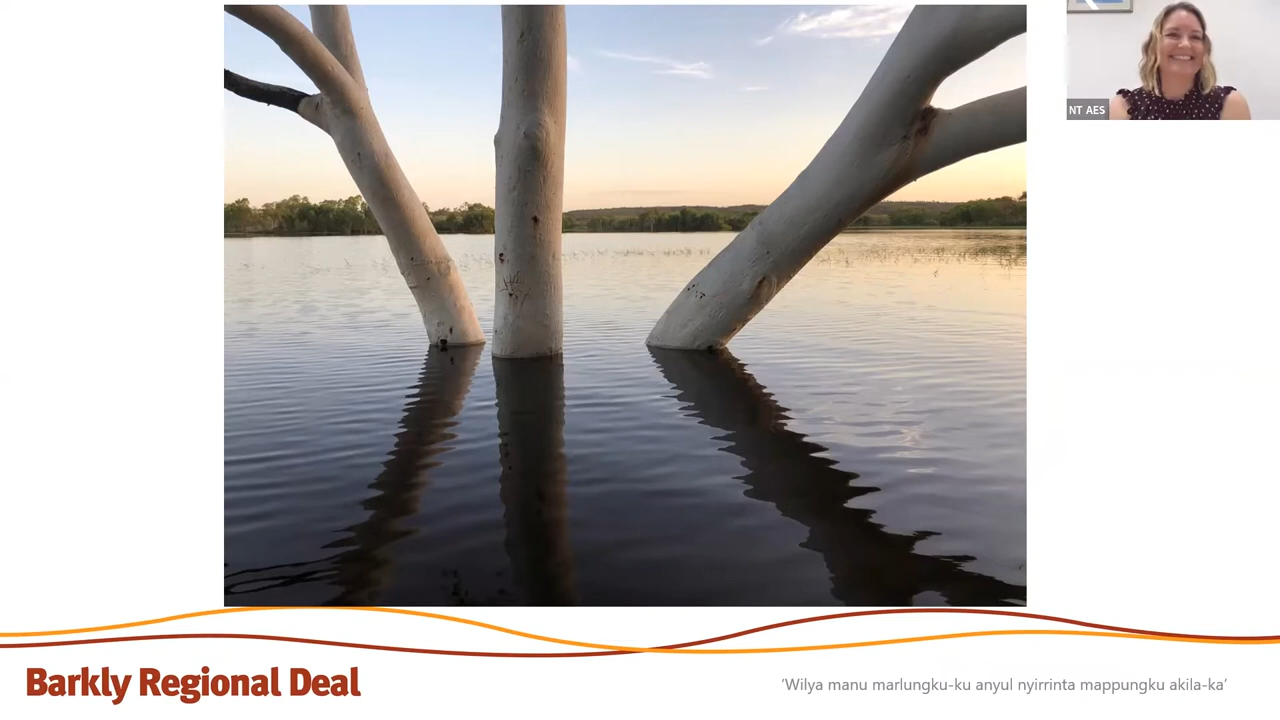 NT AES
Barkly Regional Deal
'Wilya manu marlungku-ku anyul nyirrinta mappungku akila-ka'